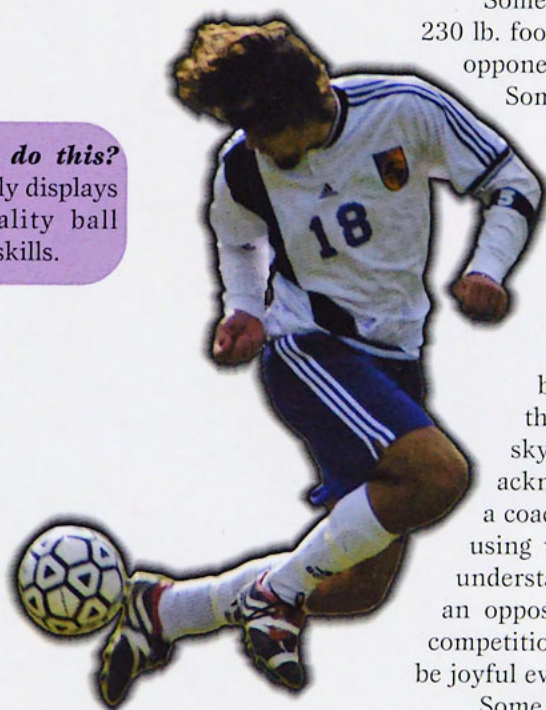 Some
230 lb. foo
oppone
Som
do this?
ly displays
ality ball
skills.
18
b
th
sky
ackn
a coac
using
understa
an oppos
competitio
be joyful ev
Some